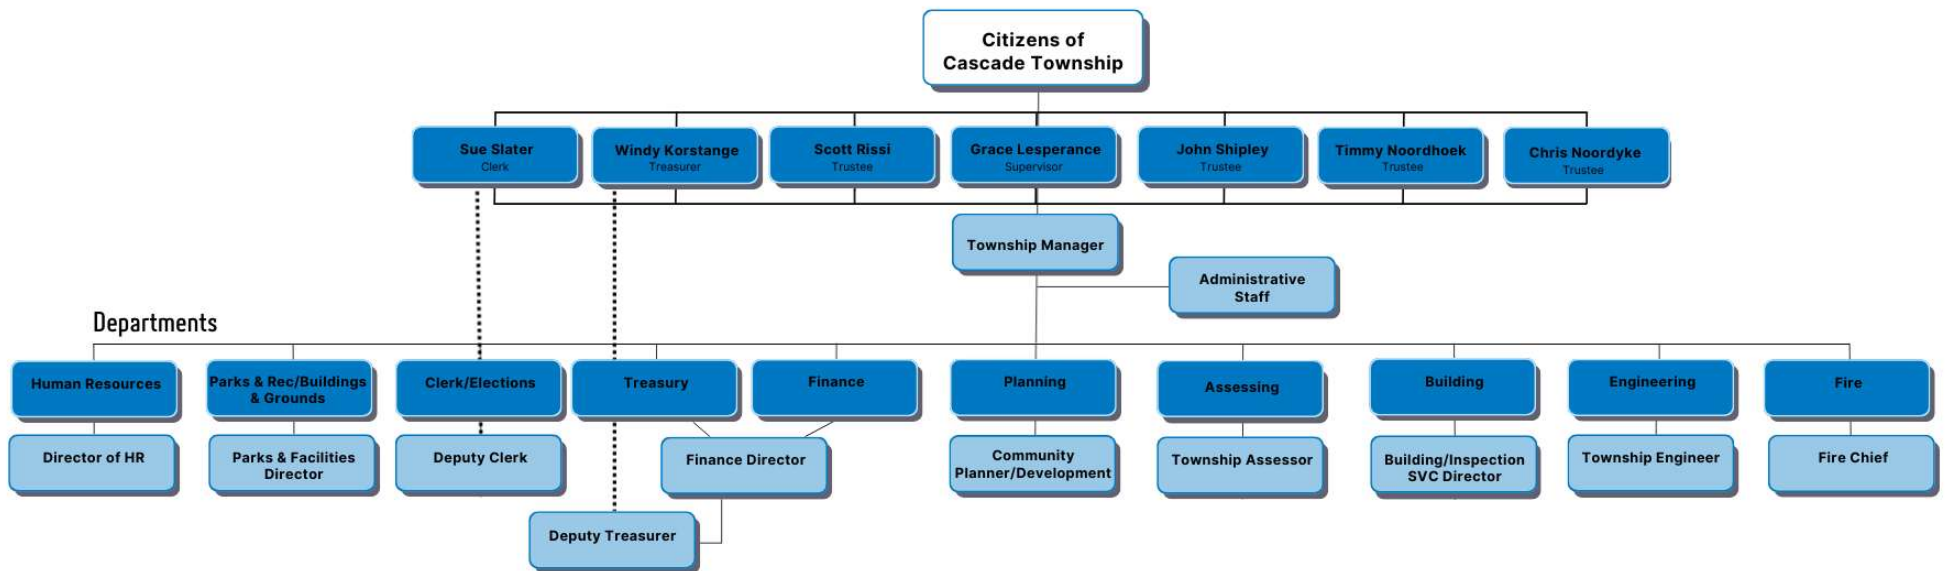 Citizens of
Cascade Township
Sue Slater
Clerk
Windy Korstange
Treasurer
Scott Rissi
Trustee
Grace Lesperance
Supervisor
John Shipley
Trustee
Timmy Noordhoek
Trustee
Chris Noordyke
Trustee
Township Manager
Administrative
Staff
Departments
Human Resources
Parks & Rec/Buildings
& Grounds
Clerk/Elections
Treasury
Finance
Planning
Assessing
Building
Engineering
Fire
Director of HR
Parks & Facilities
Director
Deputy Clerk
Finance Director
Community
Planner/Development
Township Assessor
Building/Inspection
SVC Director
Township Engineer
Fire Chief
Deputy Treasurer